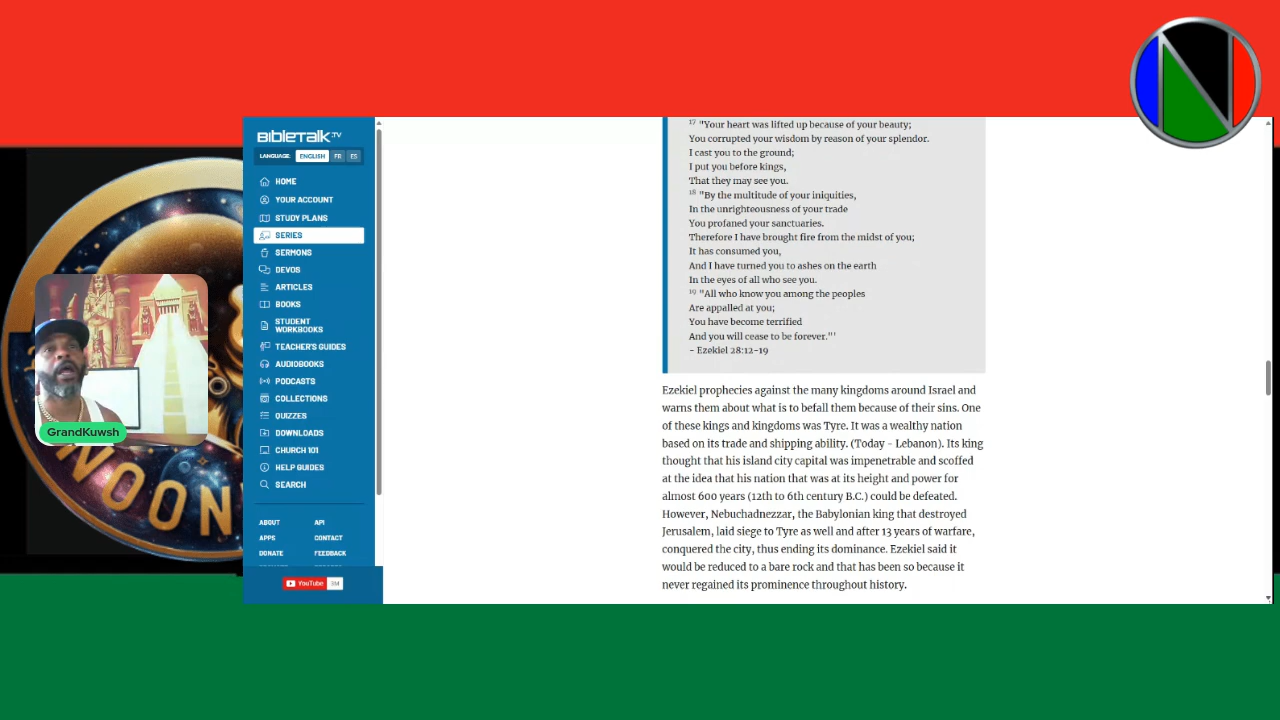 BIBLETALK.TV
LANGUAGE: ENGLISH FR ES
HOME
YOUR ACCOUNT
STUDY PLANS
SERIES
SERMONS
DEVOS
ARTICLES
BOOKS
STUDENT
WORKBOOKS
TEACHER'S GUIDES
AUDIOBOOKS
PODCASTS
COLLECTIONS
QUIZZES
DOWNLOADS
CHURCH 101
HELP GUIDES
SEARCH
ABOUT API
APPS CONTACT
DONATE FEEDBACK
YouTube
17 "Your heart was lifted up because of your beauty;
You corrupted your wisdom by reason of your splendor.
I cast you to the ground;
I put you before kings,
That they may see you.
18 "By the multitude of your iniquities,
In the unrighteousness of your trade
You profaned your sanctuaries.
Therefore I have brought fire from the midst of you;
It has consumed you,
And I have turned you to ashes on the earth
In the eyes of all who see you.
19 "All who know you among the peoples
Are appalled at you;
You have become terrified
And you will cease to be forever."'
- Ezekiel 28:12-19
Ezekiel prophecies against the many kingdoms around Israel and
warns them about what is to befall them because of their sins. One
of these kings and kingdoms was Tyre. It was a wealthy nation
based on its trade and shipping ability. (Today - Lebanon). Its king
thought that his island city capital was impenetrable and scoffed
at the idea that his nation that was at its height and power for
almost 600 years (12th to 6th century B.C.) could be defeated.
However, Nebuchadnezzar, the Babylonian king that destroyed
Jerusalem, laid siege to Tyre as well and after 13 years of warfare,
conquered the city, thus ending its dominance. Ezekiel said it
would be reduced to a bare rock and that has been so because it
never regained its prominence throughout history.
GrandKuwsh
NOON
N